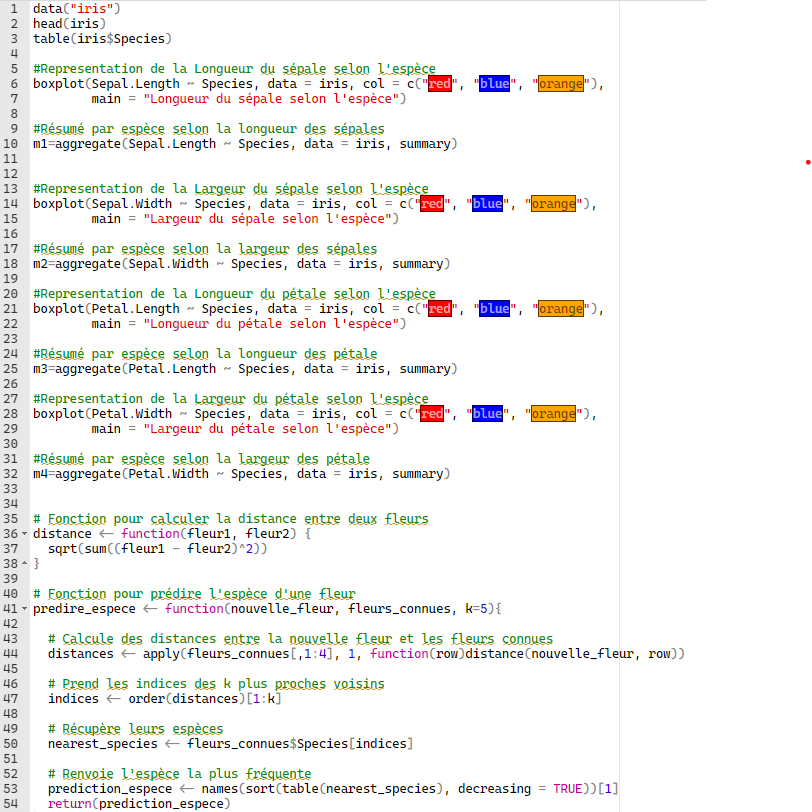 1 data("iris")
2 head(iris)
3 table(iris$Species)
4
5 #Representation de la Longueur du sépale selon l'espèce
6 boxplot(Sepal.Length ~ Species, data = iris, col = c("red", "blue", "orange"),
7         main = "Longueur du sépale selon l'espèce")
8
9 #Résumé par espèce selon la longueur des sépales
10 m1=aggregate(Sepal.Length ~ Species, data = iris, summary)
11
12
13 #Representation de la Largeur du sépale selon l'espèce
14 boxplot(Sepal.Width ~ Species, data = iris, col = c("red", "blue", "orange"),
15         main = "Largeur du sépale selon l'espèce")
16
17 #Résumé par espèce selon la largeur des sépales
18 m2=aggregate(Sepal.Width ~ Species, data = iris, summary)
19
20 #Representation de la Longueur du pétale selon l'espèce
21 boxplot(Petal.Length ~ Species, data = iris, col = c("red", "blue", "orange"),
22         main = "Longueur du pétale selon l'espèce")
23
24 #Résumé par espèce selon la longueur des pétale
25 m3=aggregate(Petal.Length ~ Species, data = iris, summary)
26
27 #Representation de la Largeur du pétale selon l'espèce
28 boxplot(Petal.Width ~ Species, data = iris, col = c("red", "blue", "orange"),
29         main = "Largeur du pétale selon l'espèce")
30
31 #Résumé par espèce selon la largeur des pétale
32 m4=aggregate(Petal.Width ~ Species, data = iris, summary)
33
34
35 # Fonction pour calculer la distance entre deux fleurs
36 distance <- function(fleur1, fleur2) {
37   sqrt(sum((fleur1 - fleur2)^2))
38 }
39
40 # Fonction pour prédire l'espèce d'une fleur
41 predire_espece <- function(nouvelle_fleur, fleurs_connues, k=5){
42
43   # Calcule des distances entre la nouvelle fleur et les fleurs connues
44   distances <- apply(fleurs_connues[,1:4], 1, function(row)distance(nouvelle_fleur, row))
45
46   # Prend les indices des k plus proches voisins
47   indices <- order(distances)[1:k]
48
49   # Récupère leurs espèces
50   nearest_species <- fleurs_connues$Species[indices]
51
52   # Renvoie l'espèce la plus fréquente
53   prediction_espece <- names(sort(table(nearest_species), decreasing = TRUE))[1]
54   return(prediction_espece)